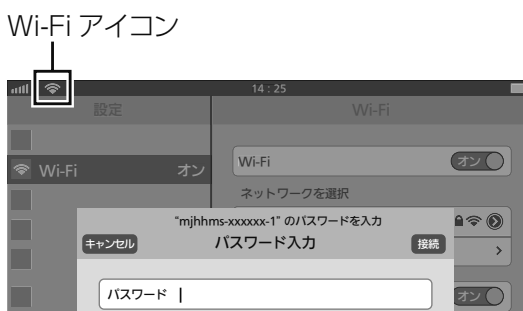 Wi-Fi アイコン
14 : 25
設定
Wi-Fi
Wi-Fi オン
Wi-Fi オン
ネットワークを選択
"mjhhms-xxxxxx-1" のパスワードを入力
キャンセル パスワード入力 接続
パスワード
オン